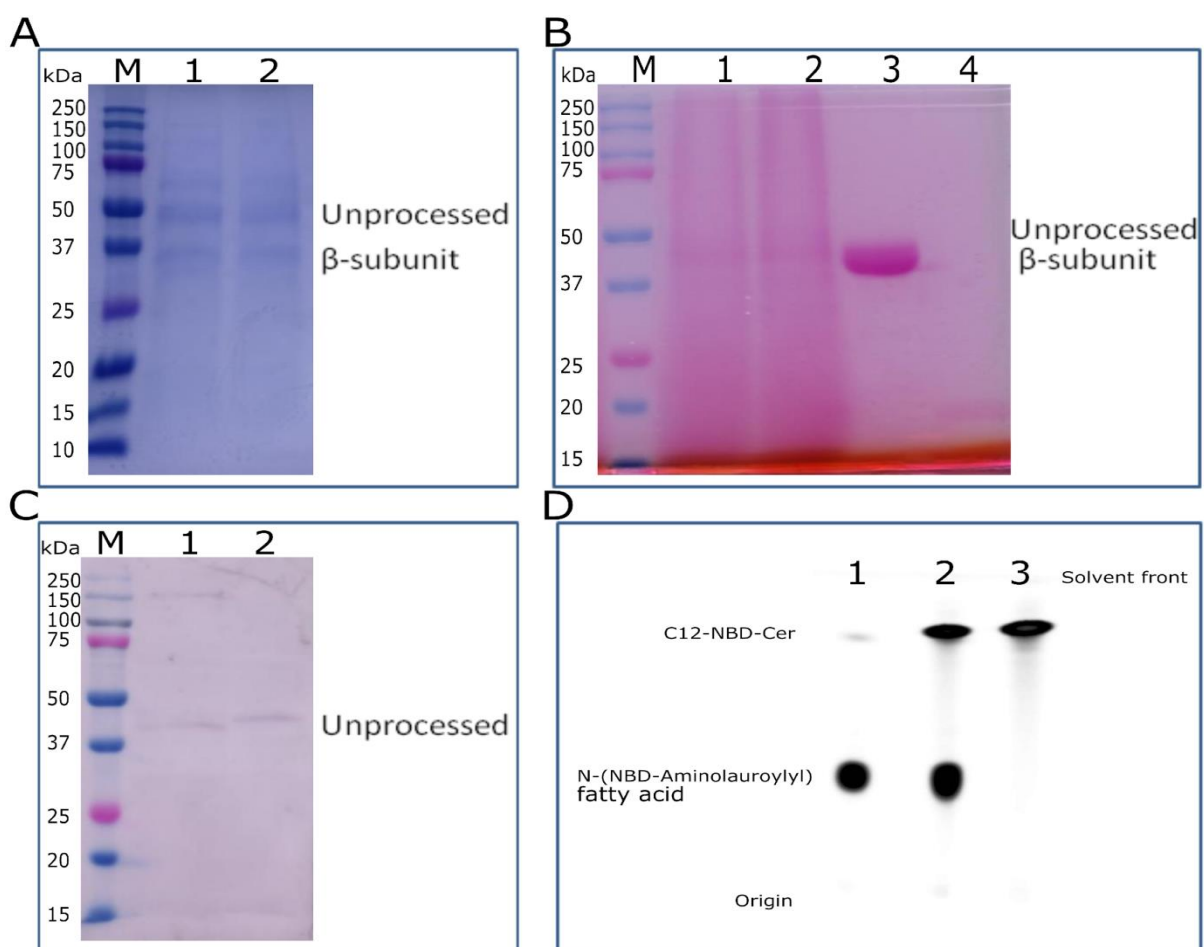 A
kDa M 1 2
250
150
100
75
50
37
25
20
15
10
Unprocessed
β-subunit
B
kDa M 1 2 3 4
250
150
100
75
50
37
25
20
15
Unprocessed
β-subunit
C
kDa M 1 2
250
150
100
75
50
37
25
20
15
Unprocessed
D
1 2 3 Solvent front
C12-NBD-Cer
N-(NBD-Aminolauroylyl)
fatty acid
Origin